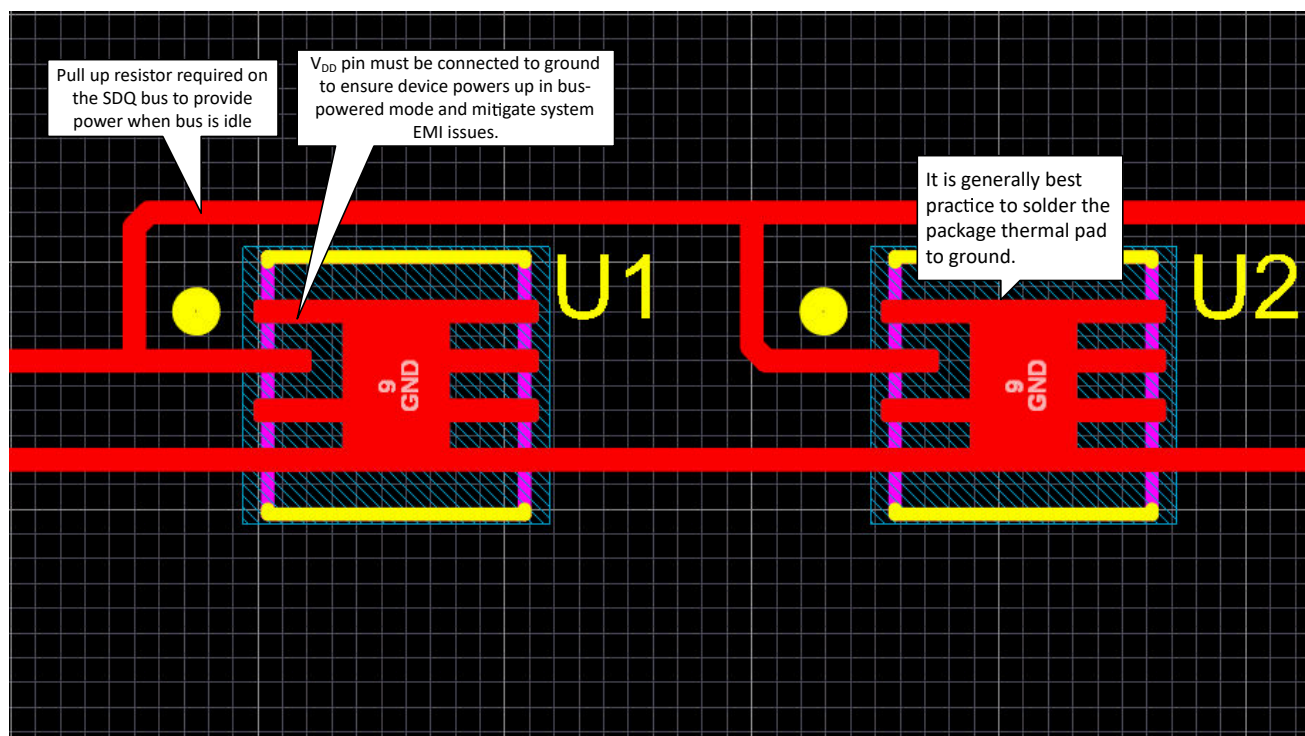 Pull up resistor required on
the SDQ bus to provide
power when bus is idle
VDD pin must be connected to ground
to ensure device powers up in bus-
powered mode and mitigate system
EMI issues.
It is generally best
practice to solder the
package thermal pad
to ground.
U1
U2
9
GND
9
GND